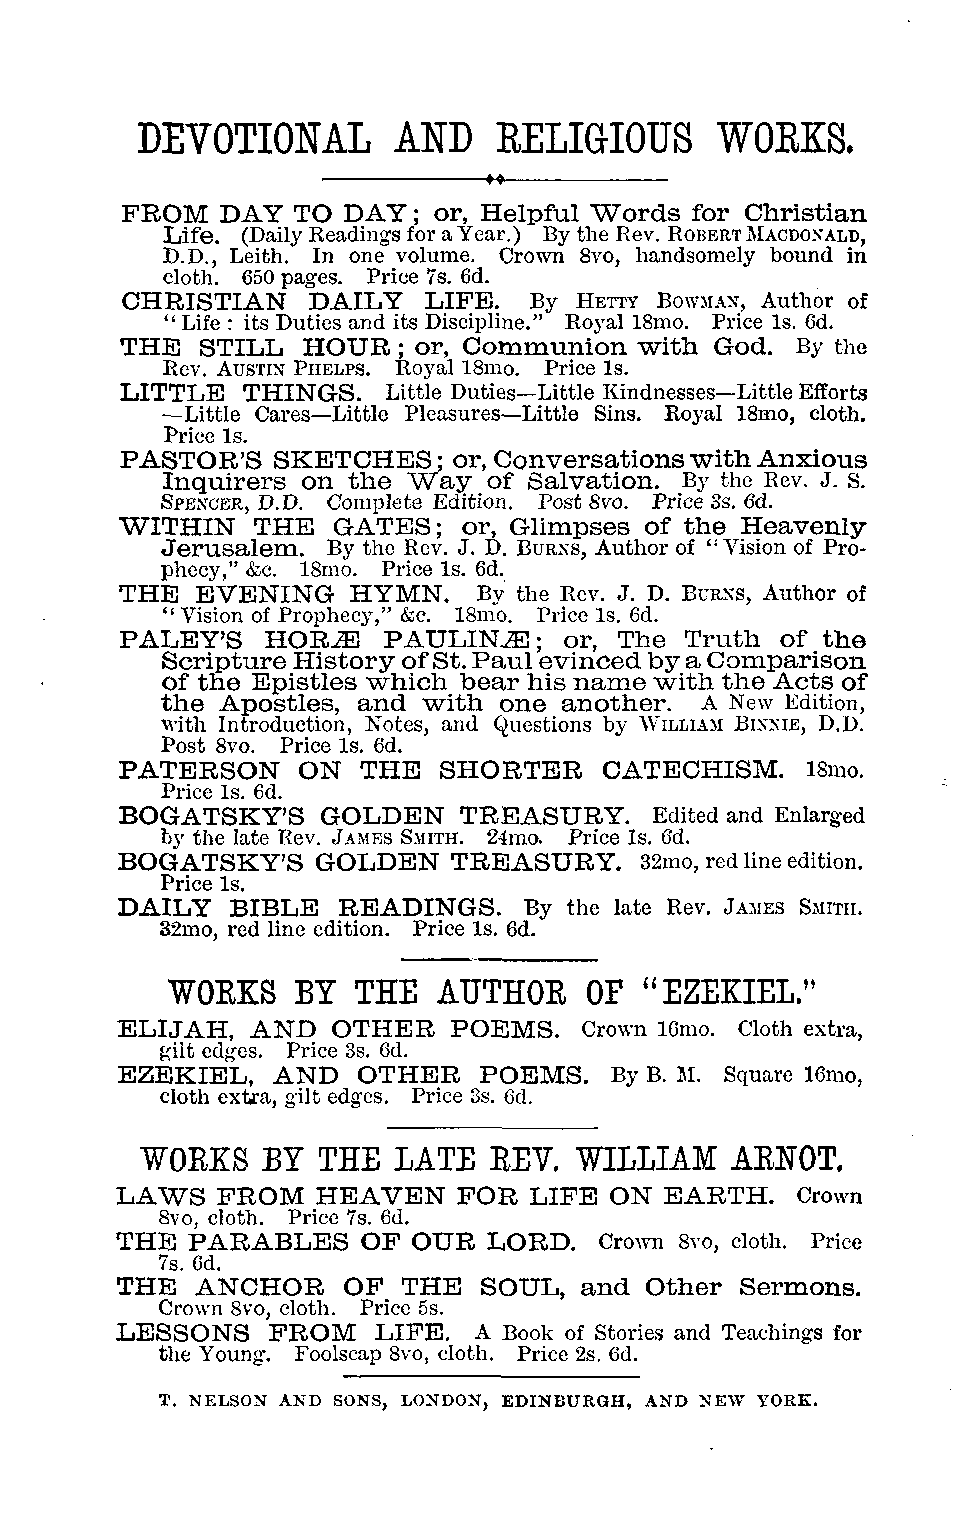 DEVOTIONAL AND RELIGIOUS WORKS.
FROM DAY TO DAY; or, Helpful Words for Christian
Life. (Daily Readings for a Year.) By the Rev. ROBERT MACDONALD,
D.D., Leith. In one volume. Crown 8vo, handsomely bound in
cloth. 650 pages. Price 7s. 6d.
CHRISTIAN DAILY LIFE. By HETTY BOWMAN, Author of
"Life: its Duties and its Discipline." Royal 18mo. Price 1s. 6d.
THE STILL HOUR; or, Communion with God. By the
Rev. AUSTIN PHELPS. Royal 18mo. Price 1s.
LITTLE THINGS. Little Duties—Little Kindnesses—Little Efforts
—Little Cares—Little Pleasures—Little Sins. Royal 18mo, cloth.
Price 1s.
PASTOR'S SKETCHES; or, Conversations with Anxious
Inquirers on the Way of Salvation. By the Rev. J. S.
SPENCER, D.D. Complete Edition. Post 8vo. Price 3s. 6d.
WITHIN THE GATES; or, Glimpses of the Heavenly
Jerusalem. By the Rev. J. D. BURNS, Author of "Vision of Pro-
phecy," &c. 18mo. Price 1s. 6d.
THE EVENING HYMN. By the Rev. J. D. BURNS, Author of
"Vision of Prophecy," &c. 18mo. Price 1s. 6d.
PALEY'S HORÆ PAULINÆ; or, The Truth of the
Scripture History of St. Paul evinced by a Comparison
of the Epistles which bear his name with the Acts of
the Apostles, and with one another. A New Edition,
with Introduction, Notes, and Questions by WILLIAM BINNIE, D.D.
Post 8vo. Price 1s. 6d.
PATERSON ON THE SHORTER CATECHISM. 18mo.
Price 1s. 6d.
BOGATSKY'S GOLDEN TREASURY. Edited and Enlarged
by the late Rev. JAMES SMITH. 24mo. Price 1s. 6d.
BOGATSKY'S GOLDEN TREASURY. 32mo, red line edition.
Price 1s.
DAILY BIBLE READINGS. By the late Rev. JAMES SMITH.
32mo, red line edition. Price 1s. 6d.
WORKS BY THE AUTHOR OF "EZEKIEL."
ELIJAH, AND OTHER POEMS. Crown 16mo. Cloth extra,
gilt edges. Price 3s. 6d.
EZEKIEL, AND OTHER POEMS. By B. M. Square 16mo,
cloth extra, gilt edges. Price 3s. 6d.
WORKS BY THE LATE REV. WILLIAM ARNOT.
LAWS FROM HEAVEN FOR LIFE ON EARTH. Crown
8vo, cloth. Price 7s. 6d.
THE PARABLES OF OUR LORD. Crown 8vo, cloth. Price
7s. 6d.
THE ANCHOR OF THE SOUL, and Other Sermons.
Crown 8vo, cloth. Price 5s.
LESSONS FROM LIFE. A Book of Stories and Teachings for
the Young. Foolscap 8vo, cloth. Price 2s. 6d.
T. NELSON AND SONS, LONDON, EDINBURGH, AND NEW YORK.